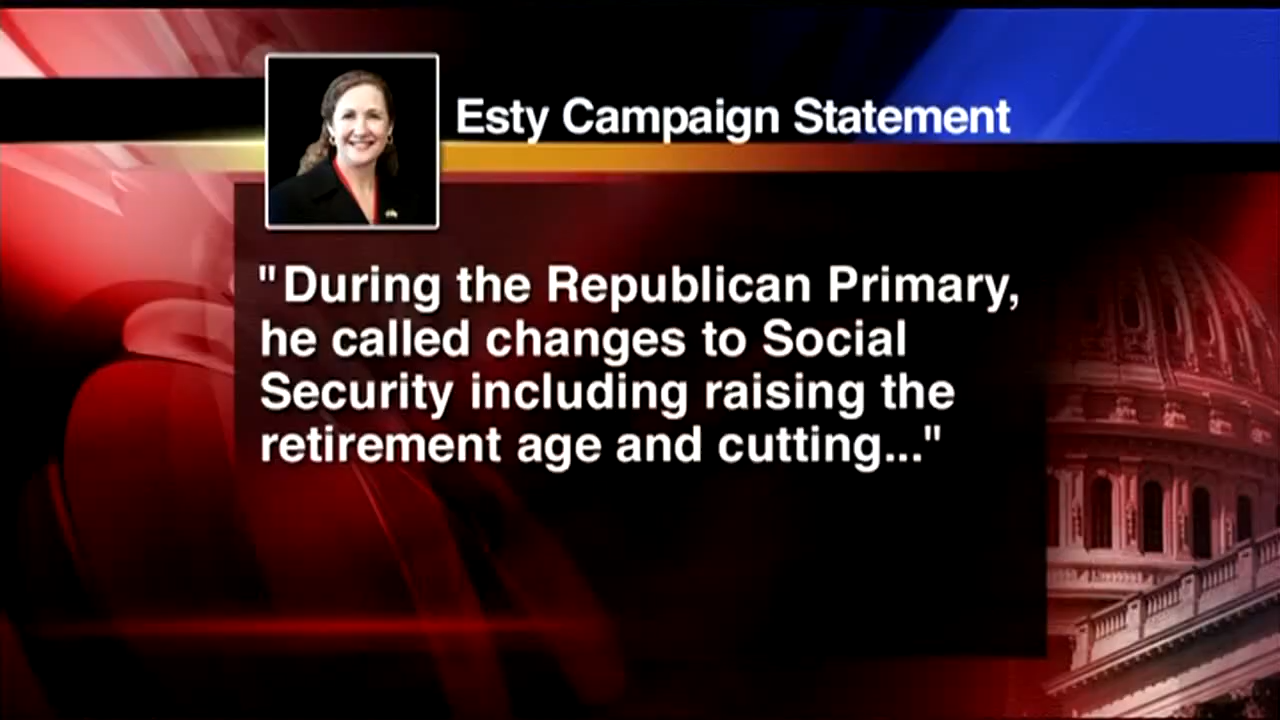 Esty Campaign Statement
"During the Republican Primary,
he called changes to Social
Security including raising the
retirement age and cutting..."